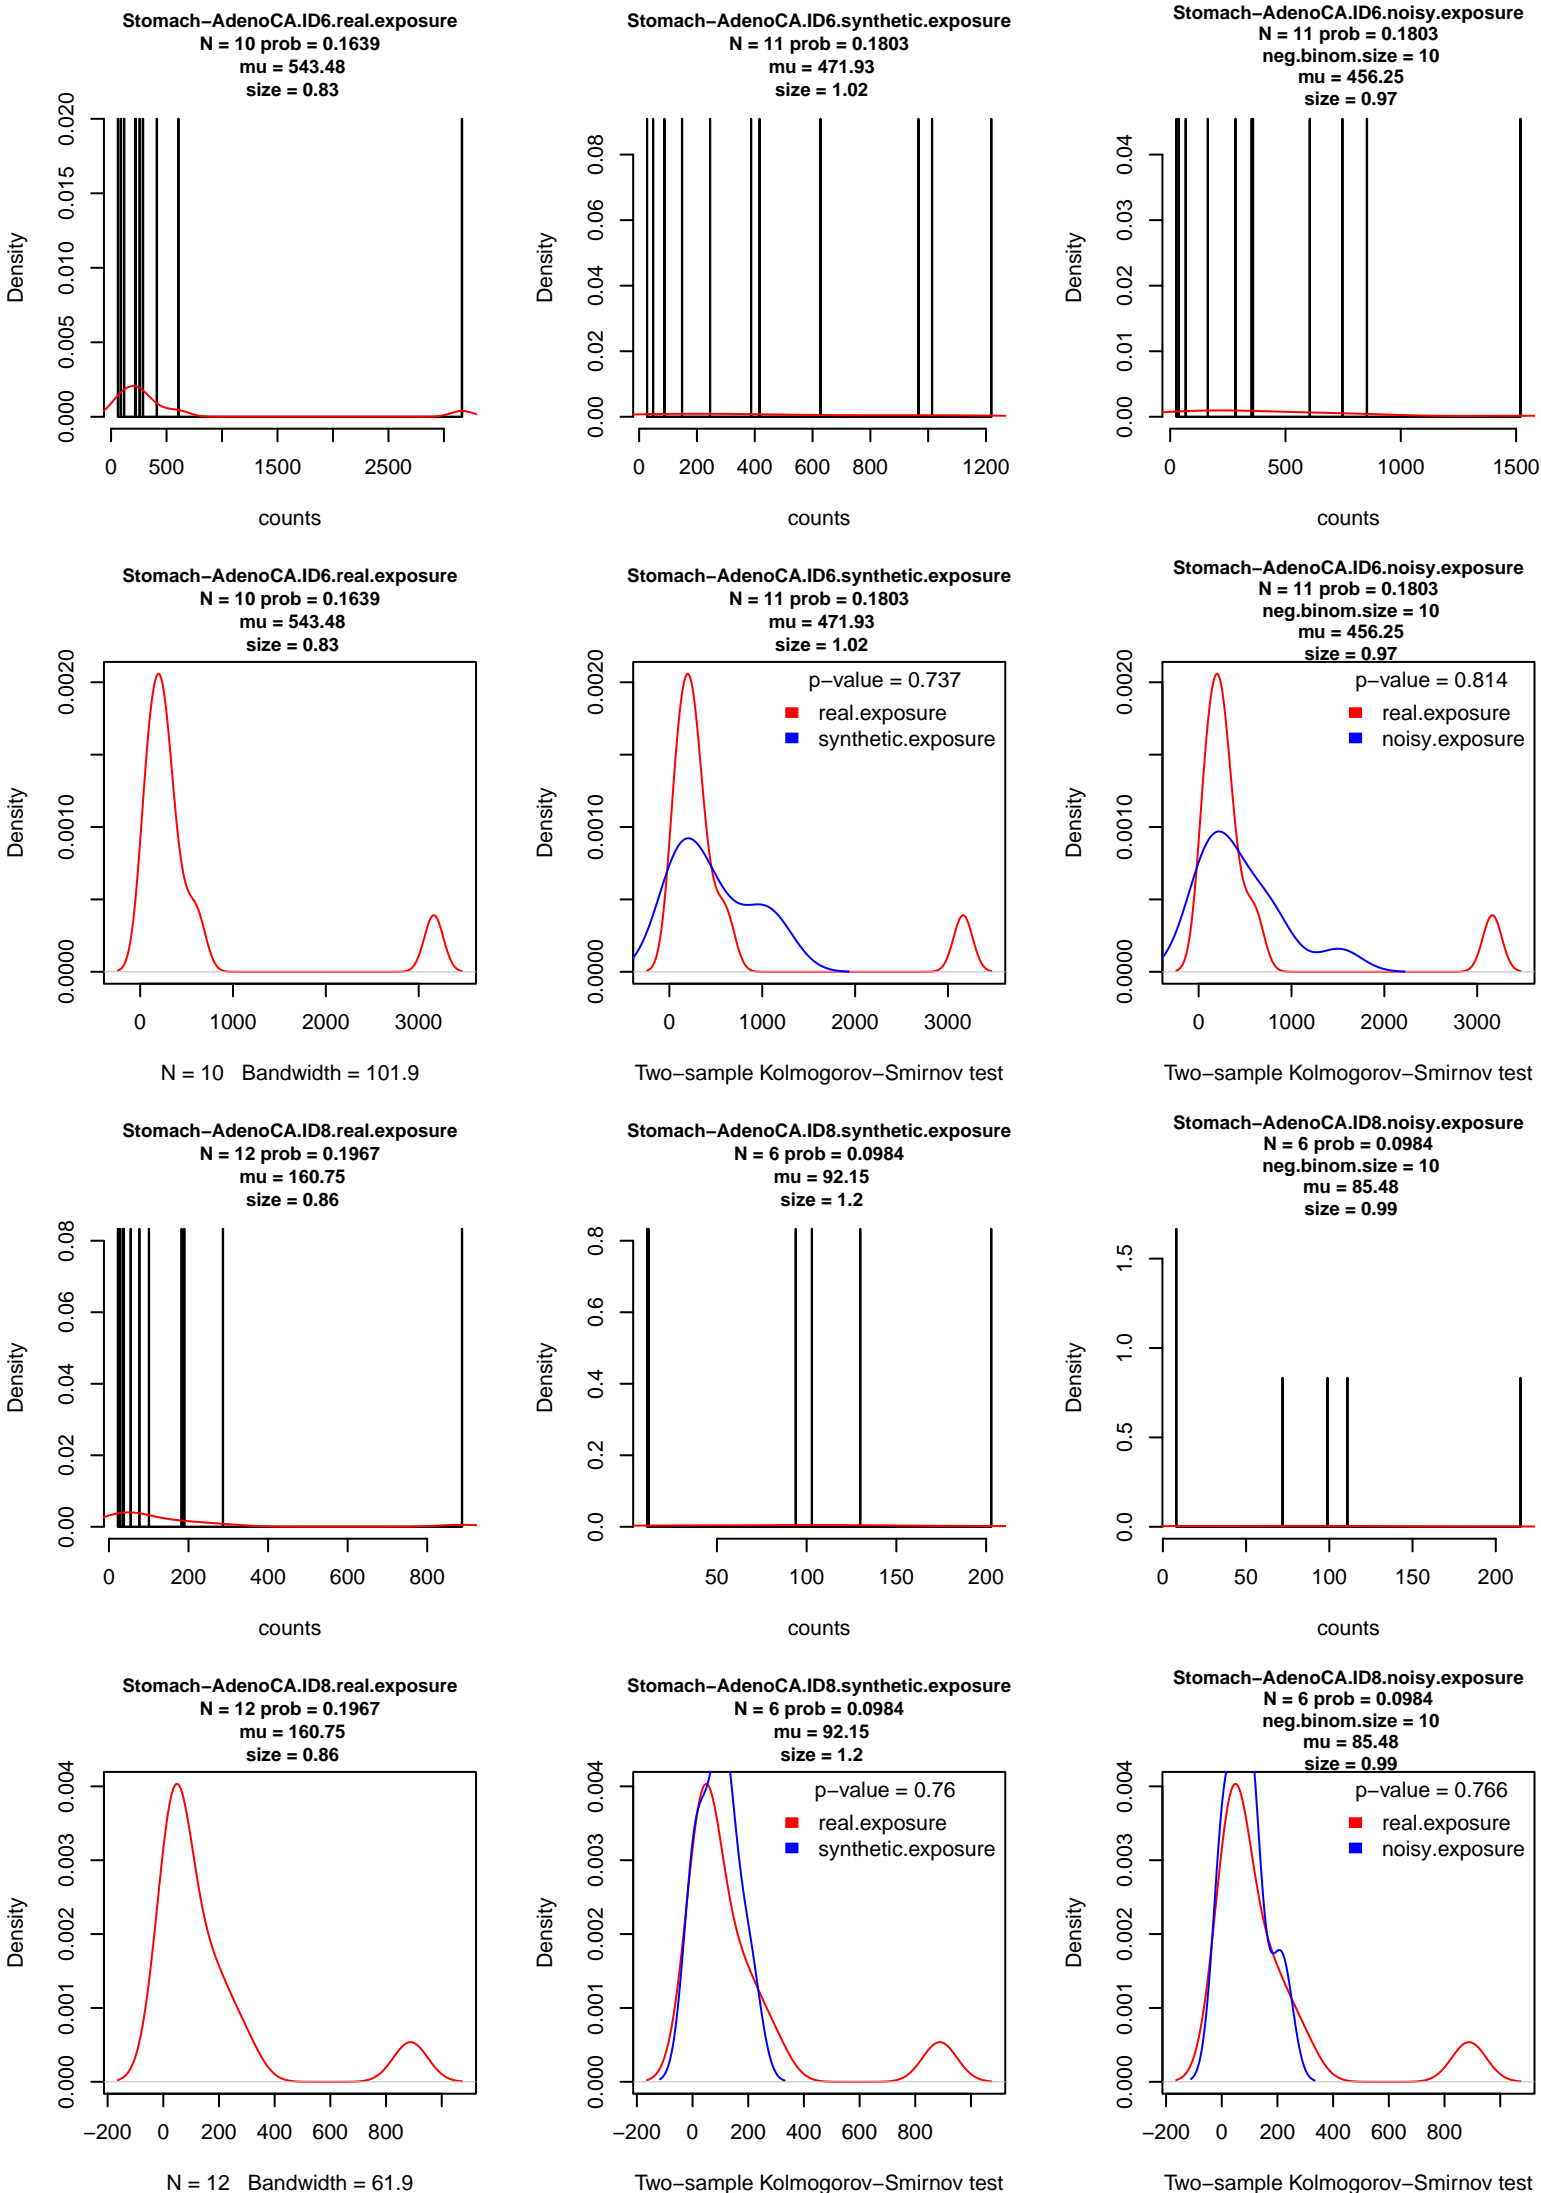 Stomach−AdenoCA.ID6.real.exposure
N = 10 prob = 0.1639
mu = 543.48
size = 0.83
Density
0.000 0.005 0.010 0.015 0.020
0 500 1500 2500
counts
Stomach−AdenoCA.ID6.synthetic.exposure
N = 11 prob = 0.1803
mu = 471.93
size = 1.02
Density
0.00 0.02 0.04 0.06 0.08
0 200 400 600 800 1200
counts
Stomach−AdenoCA.ID6.noisy.exposure
N = 11 prob = 0.1803
neg.binom.size = 10
mu = 456.25
size = 0.97
Density
0.00 0.01 0.02 0.03 0.04
0 500 1000 1500
counts
Stomach−AdenoCA.ID6.real.exposure
N = 10 prob = 0.1639
mu = 543.48
size = 0.83
Density
0.0000 0.0010 0.0020
0 1000 2000 3000
N = 10 Bandwidth = 101.9
Stomach−AdenoCA.ID6.synthetic.exposure
N = 11 prob = 0.1803
mu = 471.93
size = 1.02
p−value = 0.737
real.exposure
synthetic.exposure
Density
0.0000 0.0010 0.0020
0 1000 2000 3000
Two−sample Kolmogorov−Smirnov test
Stomach−AdenoCA.ID6.noisy.exposure
N = 11 prob = 0.1803
neg.binom.size = 10
mu = 456.25
size = 0.97
p−value = 0.814
real.exposure
noisy.exposure
Density
0.0000 0.0010 0.0020
0 1000 2000 3000
Two−sample Kolmogorov−Smirnov test
Stomach−AdenoCA.ID8.real.exposure
N = 12 prob = 0.1967
mu = 160.75
size = 0.86
Density
0.00 0.02 0.04 0.06 0.08
0 200 400 600 800
counts
Stomach−AdenoCA.ID8.synthetic.exposure
N = 6 prob = 0.0984
mu = 92.15
size = 1.2
Density
0.0 0.2 0.4 0.6 0.8
50 100 150 200
counts
Stomach−AdenoCA.ID8.noisy.exposure
N = 6 prob = 0.0984
neg.binom.size = 10
mu = 85.48
size = 0.99
Density
0.0 0.5 1.0 1.5
0 50 100 150 200
counts
Stomach−AdenoCA.ID8.real.exposure
N = 12 prob = 0.1967
mu = 160.75
size = 0.86
Density
0.000 0.001 0.002 0.003 0.004
−200 0 200 400 600 800
N = 12 Bandwidth = 61.9
Stomach−AdenoCA.ID8.synthetic.exposure
N = 6 prob = 0.0984
mu = 92.15
size = 1.2
p−value = 0.76
real.exposure
synthetic.exposure
Density
0.000 0.001 0.002 0.003 0.004
−200 0 200 400 800
Two−sample Kolmogorov−Smirnov test
Stomach−AdenoCA.ID8.noisy.exposure
N = 6 prob = 0.0984
neg.binom.size = 10
mu = 85.48
size = 0.99
p−value = 0.766
real.exposure
noisy.exposure
Density
0.000 0.001 0.002 0.003 0.004
−200 0 200 400 800
Two−sample Kolmogorov−Smirnov test